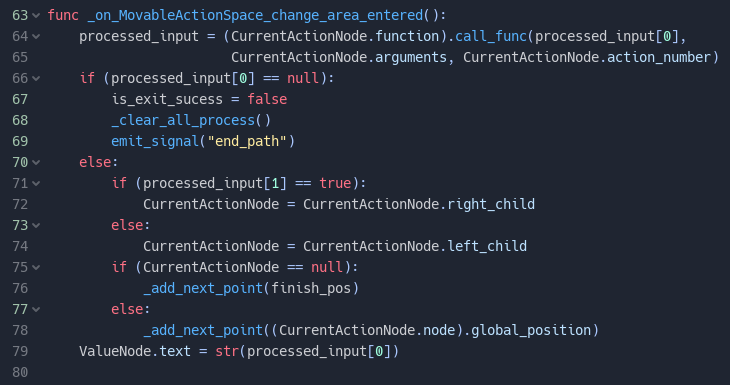 63 func _on_MovableActionSpace_change_area_entered():
64     processed_input = (CurrentActionNode.function).call_func(processed_input[0],
65                        CurrentActionNode.arguments, CurrentActionNode.action_number)
66     if (processed_input[0] == null):
67         is_exit_sucess = false
68         _clear_all_process()
69         emit_signal("end_path")
70     else:
71         if (processed_input[1] == true):
72             CurrentActionNode = CurrentActionNode.right_child
73         else:
74             CurrentActionNode = CurrentActionNode.left_child
75         if (CurrentActionNode == null):
76             _add_next_point(finish_pos)
77         else:
78             _add_next_point((CurrentActionNode.node).global_position)
79     ValueNode.text = str(processed_input[0])
80